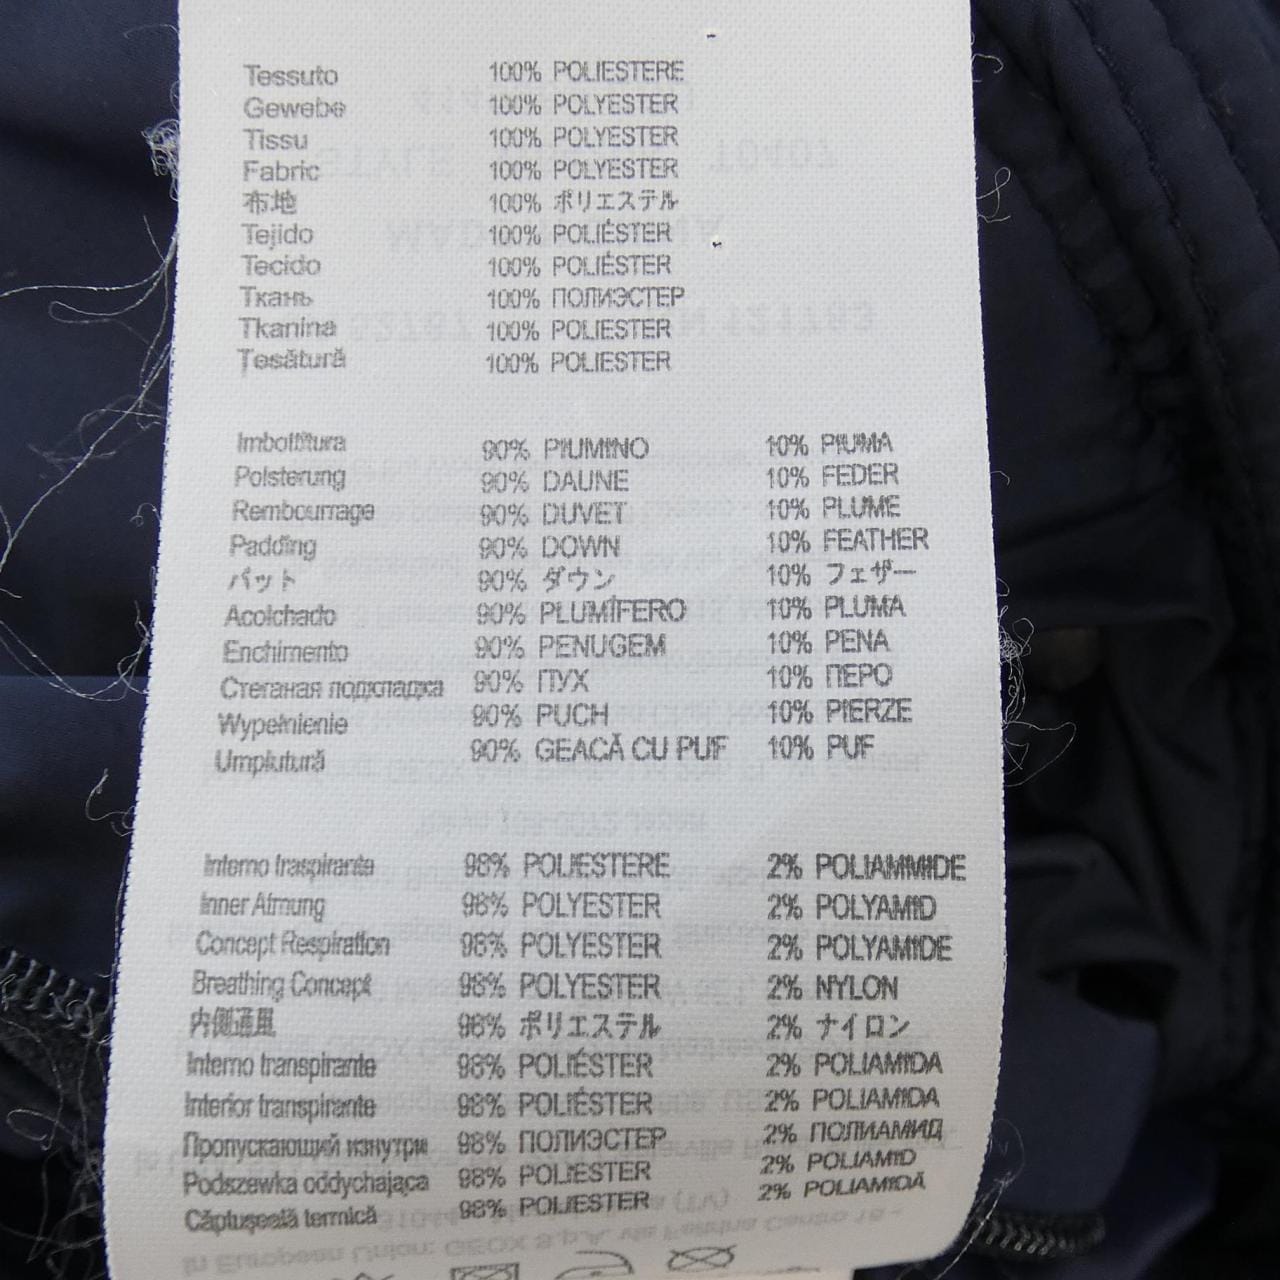 Tessuto 100% POLIESTERE
Gewebe 100% POLYESTER
Tissu 100% POLYESTER
Fabric 100% POLYESTER
布地 100% ポリエステル
Tejido 100% POLIÉSTER
Tecido 100% POLIÉSTER
Ткань 100% ПОЛИЭСТЕР
Tkanina 100% POLIESTER
Ţesătură 100% POLIESTER
Imbottitura 90% PIUMINO 10% PIUMA
Polsterung 90% DAUNE 10% FEDER
Rembourrage 90% DUVET 10% PLUME
Padding 90% DOWN 10% FEATHER
パット 90% ダウン 10% フェザー
Acolchado 90% PLUMÍFERO 10% PLUMA
Enchimento 90% PENUGEM 10% PENA
Стеганая подкладка 90% ПУХ 10% ПЕРО
Wypełnienie 90% PUCH 10% PIERZE
Umplutură 90% GEACĂ CU PUF 10% PUF
Interno traspirante 98% POLIESTERE 2% POLIAMMIDE
Inner Atmung 98% POLYESTER 2% POLYAMID
Concept Respiration 98% POLYESTER 2% POLYAMIDE
Breathing Concept 98% POLYESTER 2% NYLON
内側通風 98% ポリエステル 2% ナイロン
Interno transpirante 98% POLIÉSTER 2% POLIAMIDA
Interior transpirante 98% POLIÉSTER 2% POLIAMIDA
Пропускающий изнутри 98% ПОЛИЭСТЕР 2% ПОЛИАМИД
Podszewka oddychająca 98% POLIESTER 2% POLIAMID
Căptuşeală termică 98% POLIESTER 2% POLIAMIDĂ